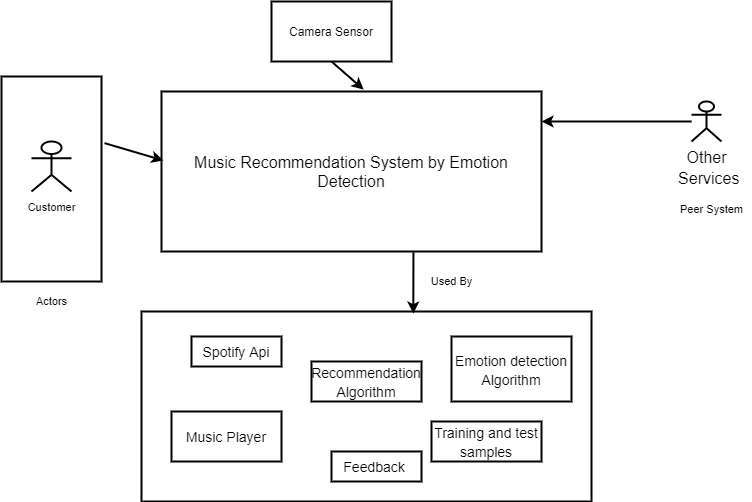 Camera Sensor
Music Recommendation System by Emotion
Detection
Customer
Actors
Other
Services
Peer System
Used By
Spotify Api
Recommendation
Algorithm
Emotion detection
Algorithm
Music Player
Training and test
samples
Feedback